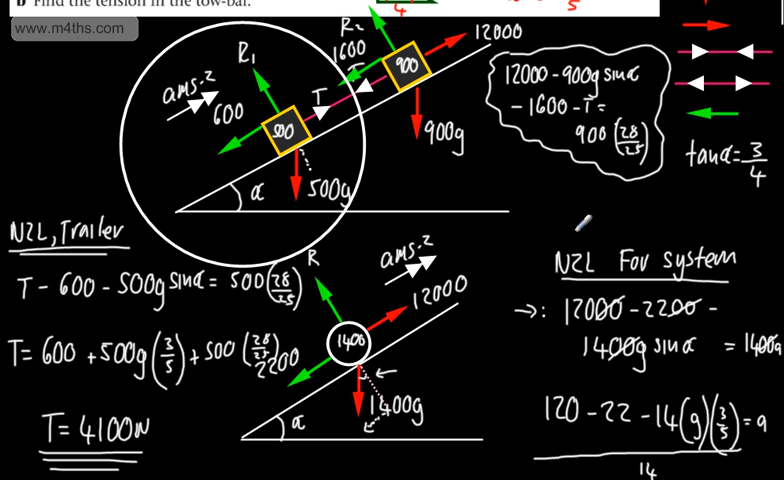 b Find the tension in the tow-bar.
4
5
www.m4ths.com
R₂
12000
1600
T
900
R₁
ams⁻²
600
T
500
900g
500g
α
12000 - 900g sinα
- 1600 - T =
900 (28/25)
tanα = 3/4
N2L, Trailer
T - 600 - 500g sinα = 500 (28/25)
T = 600 + 500g (3/5) + 500 (28/25)
T = 4100N
R
ams⁻²
12000
1400
2200
1400g
α
N2L For system
→: 12000 - 2200 -
1400g sinα = 1400a
120 - 22 - 14(g)(3/5) = a
14